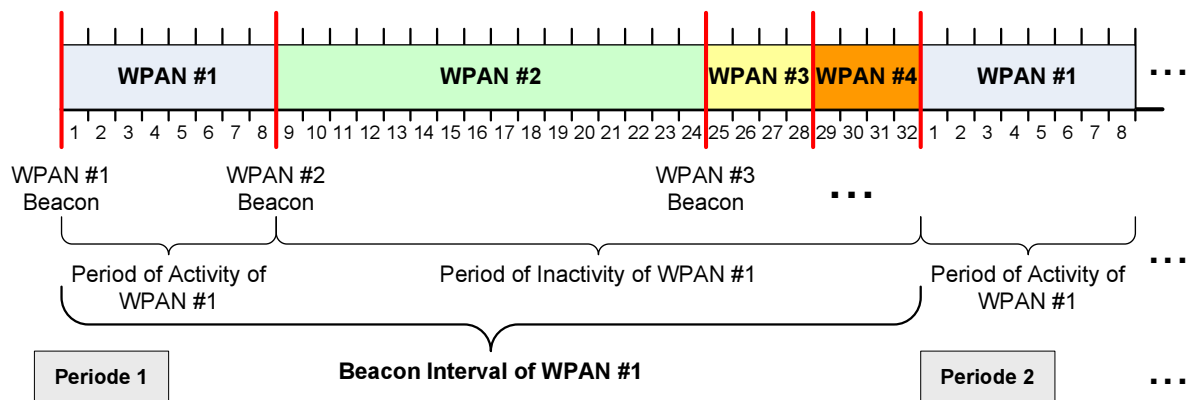 WPAN #1 WPAN #2 WPAN #3 WPAN #4 WPAN #1 ...
1 2 3 4 5 6 7 8 9 10 11 12 13 14 15 16 17 18 19 20 21 22 23 24 25 26 27 28 29 30 31 32 1 2 3 4 5 6 7 8
WPAN #1 WPAN #2 WPAN #3 ...
Beacon Beacon Beacon
Period of Activity of Period of Inactivity of WPAN #1 Period of Activity of ...
WPAN #1 WPAN #1
Beacon Interval of WPAN #1
Periode 1 Periode 2 ...